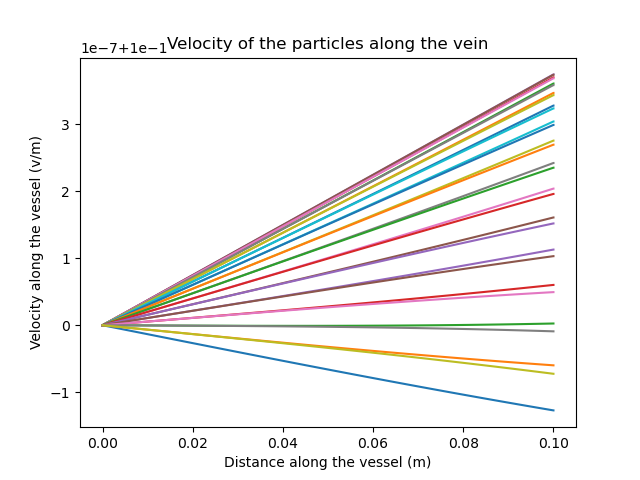 Velocity of the particles along the vein
1e−7+1e−1
3
2
1
0
−1
Velocity along the vessel (v/m)
0.00 0.02 0.04 0.06 0.08 0.10
Distance along the vessel (m)